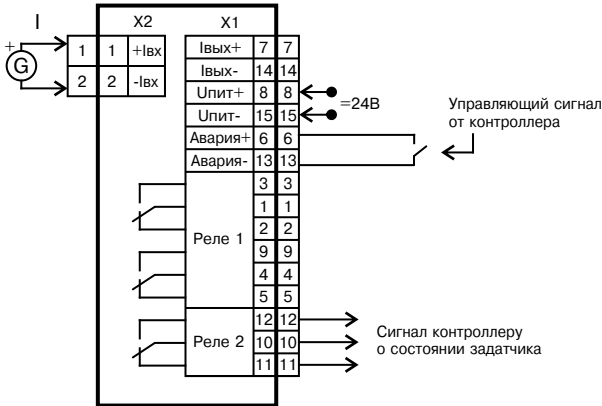 I X2 X1
+
G
1 1 +Iвх
2 2 -Iвх
Iвых+ 7 7
Iвых- 14 14
Uпит+ 8 8
=24В
Uпит- 15 15
Авария+ 6 6
Авария- 13 13
Управляющий сигнал
от контроллера
3 3
1 1
2 2
Реле 1
9 9
4 4
5 5
12 12
Реле 2 10 10
11 11
Сигнал контроллеру
о состоянии задатчика